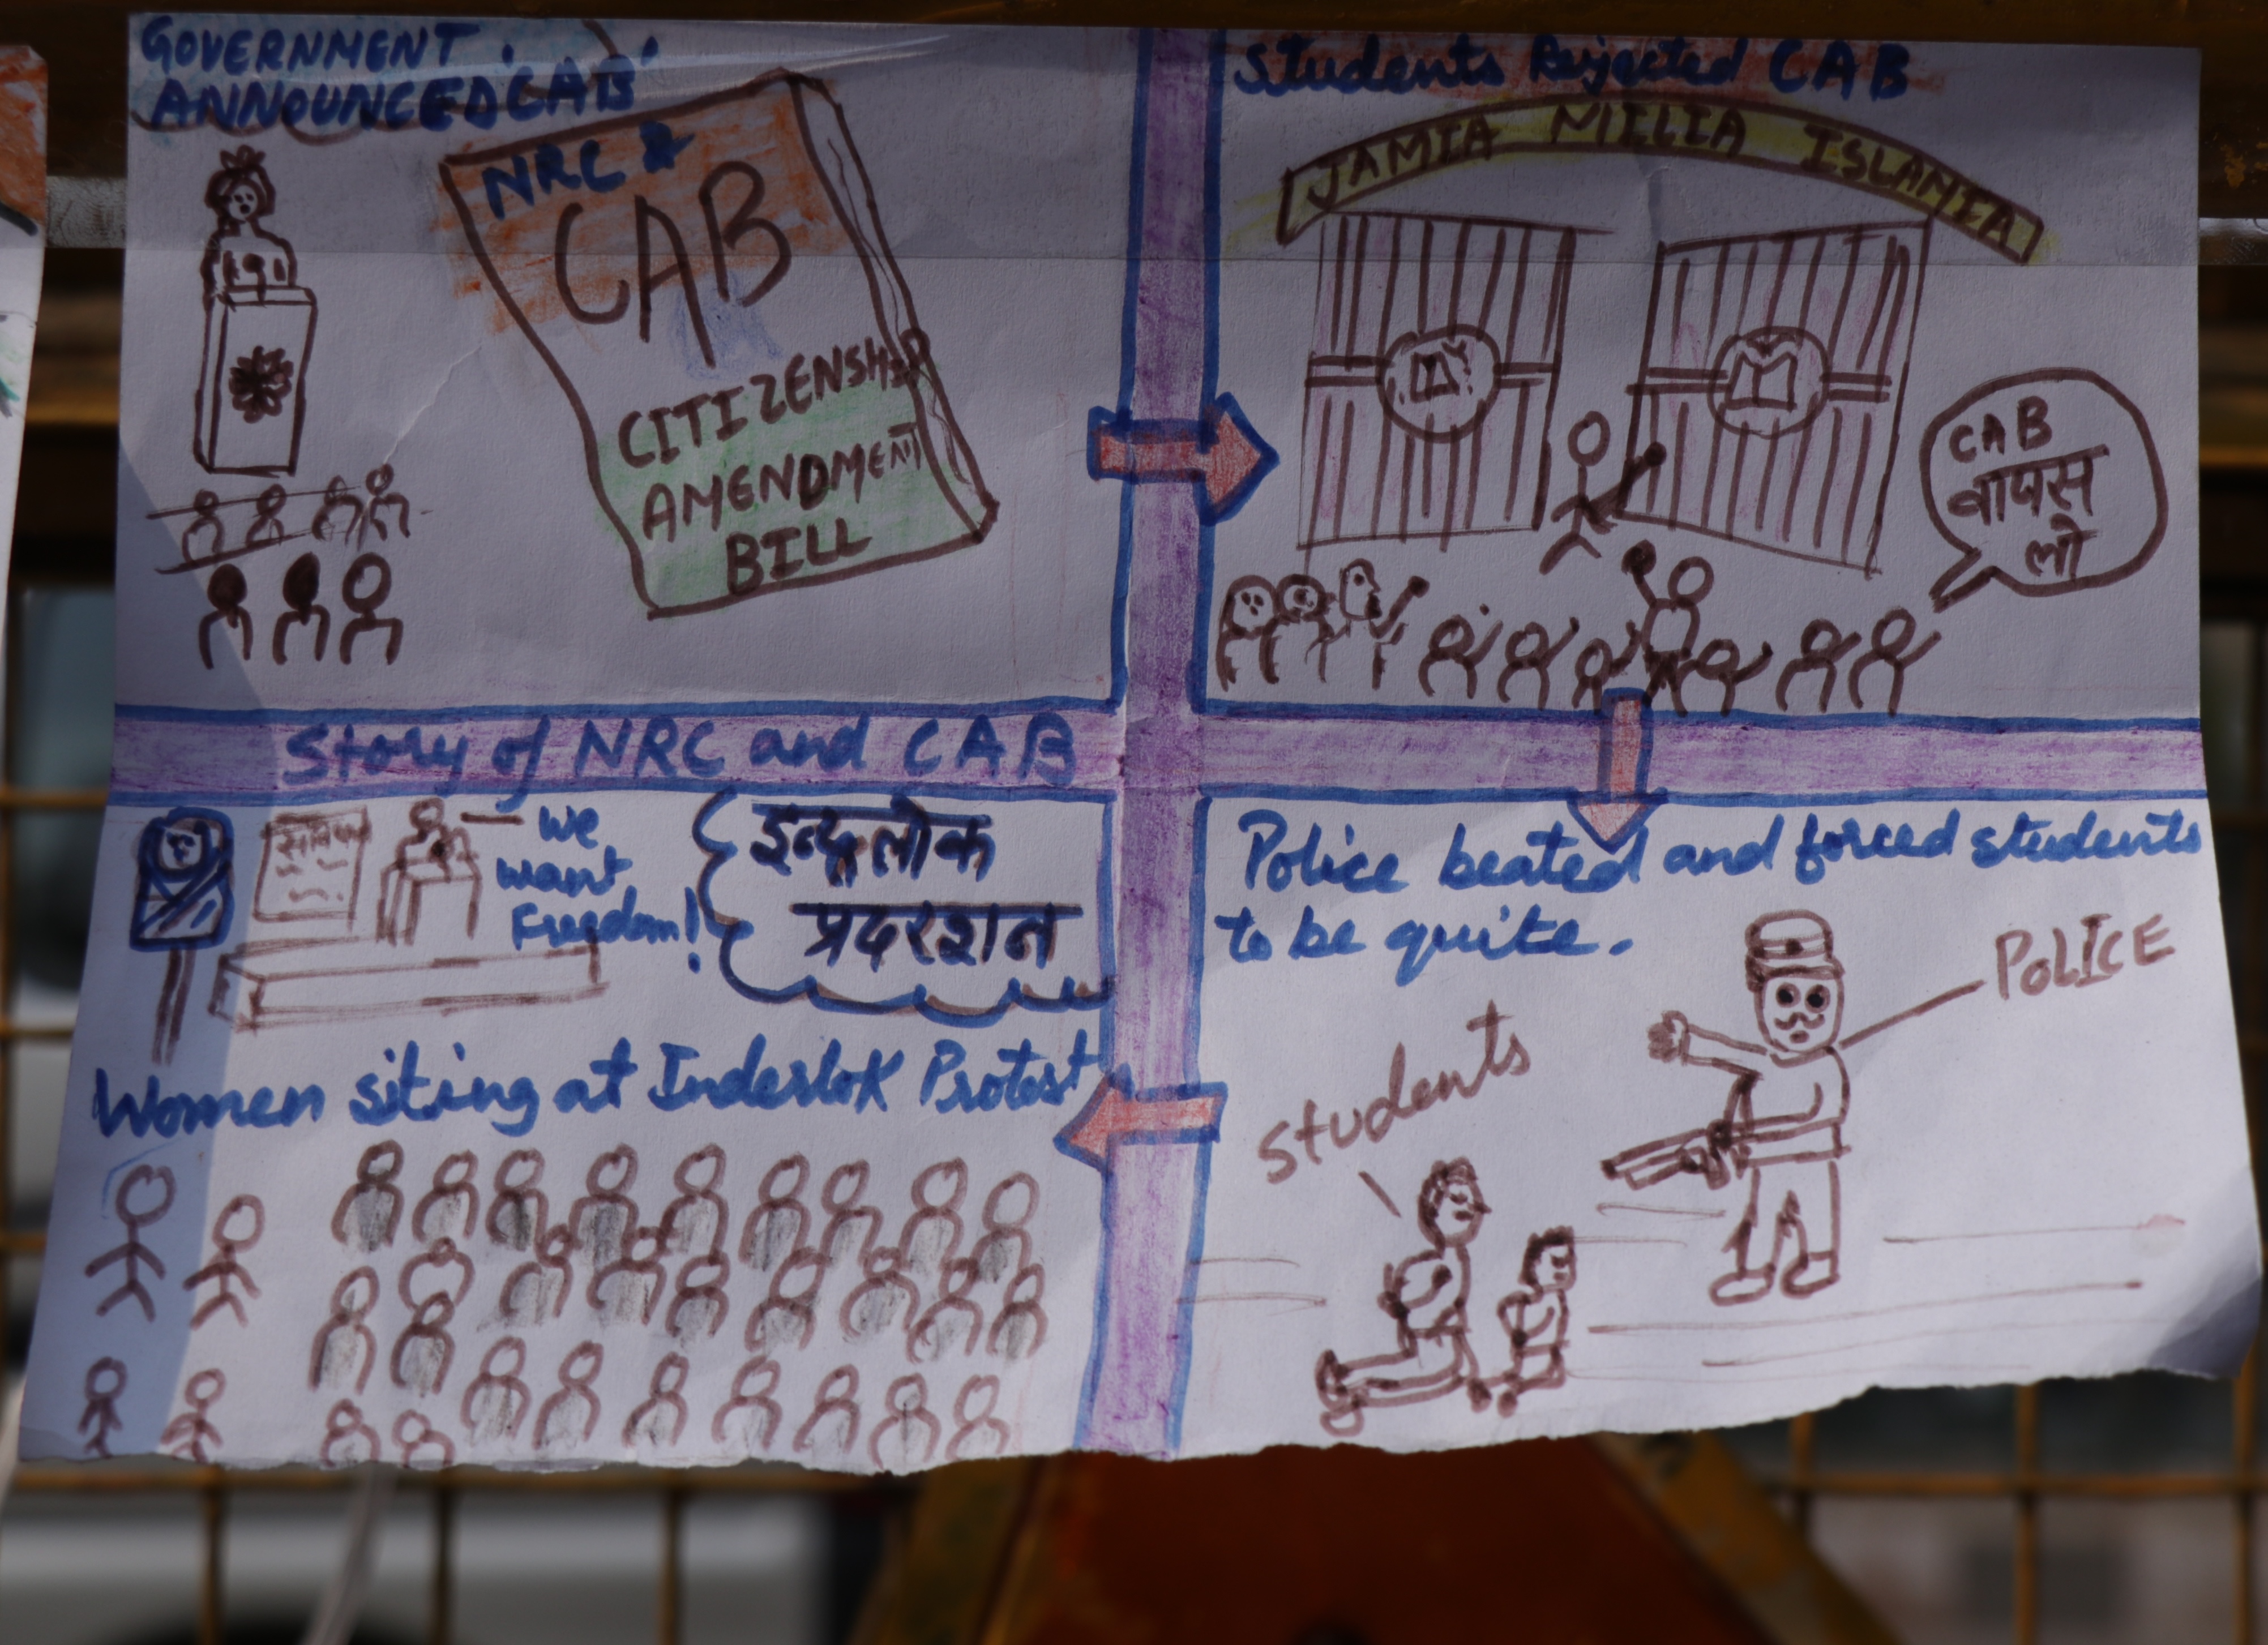 GOVERNMENT
ANNOUNCED 'CAB'
NRC &
CAB
CITIZENSHIP
AMENDMENT
BILL
Students Rejected CAB
JAMIA MILIA ISLAMIA
CAB
वापस
लो
Story of NRC and CAB
Police beated and forced students
to be quite.
POLICE
Students
We
want
Freedom!
इन्द्रलोक
प्रदरशन
Women siting at Inderlok Protest